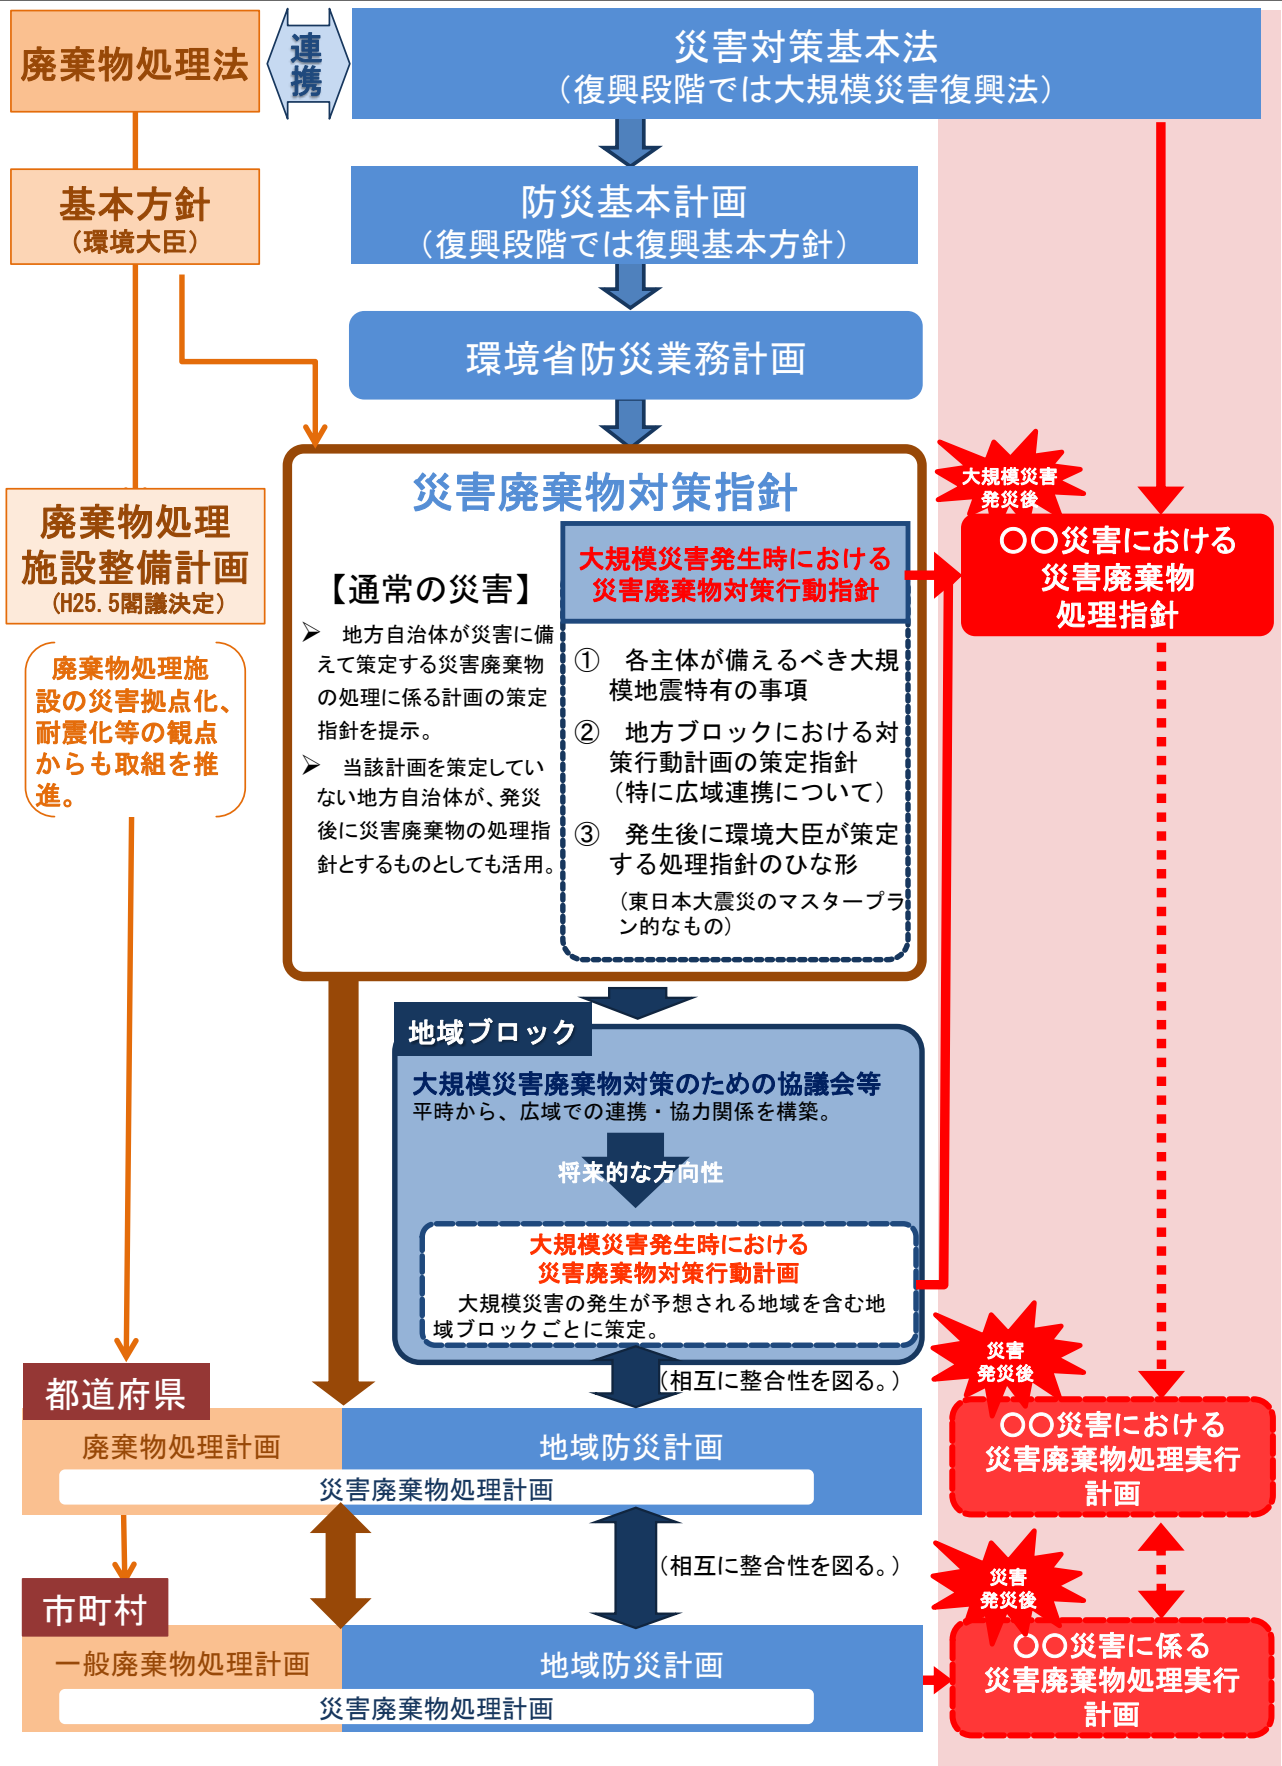 廃棄物処理法
連
携
災害対策基本法
（復興段階では大規模災害復興法）
基本方針
（環境大臣）
防災基本計画
（復興段階では復興基本方針）
環境省防災業務計画
廃棄物処理
施設整備計画
（H25.5閣議決定）
廃棄物処理施
設の災害拠点化、
耐震化等の観点
からも取組を推
進。
災害廃棄物対策指針
【通常の災害】
➢ 地方自治体が災害に備
えて策定する災害廃棄物
の処理に係る計画の策定
指針を提示。
➢ 当該計画を策定してい
ない地方自治体が、発災
後に災害廃棄物の処理指
針とするものとしても活用。
大規模災害発生時における
災害廃棄物対策行動指針
① 各主体が備えるべき大規
模地震特有の事項
② 地方ブロックにおける対
策行動計画の策定指針
（特に広域連携について）
③ 発生後に環境大臣が策定
する処理指針のひな形
（東日本大震災のマスタープラ
ン的なもの）
大規模災害
発災後
〇〇災害における
災害廃棄物
処理指針
地域ブロック
大規模災害廃棄物対策のための協議会等
平時から、広域での連携・協力関係を構築。
将来的な方向性
大規模災害発生時における
災害廃棄物対策行動計画
大規模災害の発生が予想される地域を含む地
域ブロックごとに策定。
（相互に整合性を図る。）
都道府県
廃棄物処理計画
地域防災計画
災害廃棄物処理計画
災害
発災後
〇〇災害における
災害廃棄物処理実行
計画
（相互に整合性を図る。）
市町村
一般廃棄物処理計画
地域防災計画
災害廃棄物処理計画
災害
発災後
〇〇災害に係る
災害廃棄物処理実行
計画